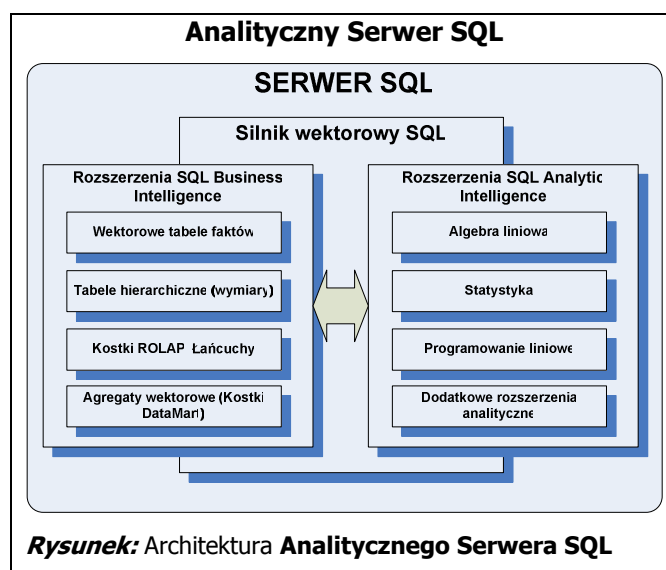 Analityczny Serwer SQL
SERWER SQL
Silnik wektorowy SQL
Rozszerzenia SQL Business
Intelligence
Wektorowe tabele faktów
Tabele hierarchiczne (wymiary)
Kostki ROLAP Łańcuchy
Agregaty wektorowe (Kostki
DataMart)
Rozszerzenia SQL Analytic
Intelligence
Algebra liniowa
Statystyka
Programowanie liniowe
Dodatkowe rozszerzenia
analityczne
Rysunek: Architektura Analitycznego Serwera SQL